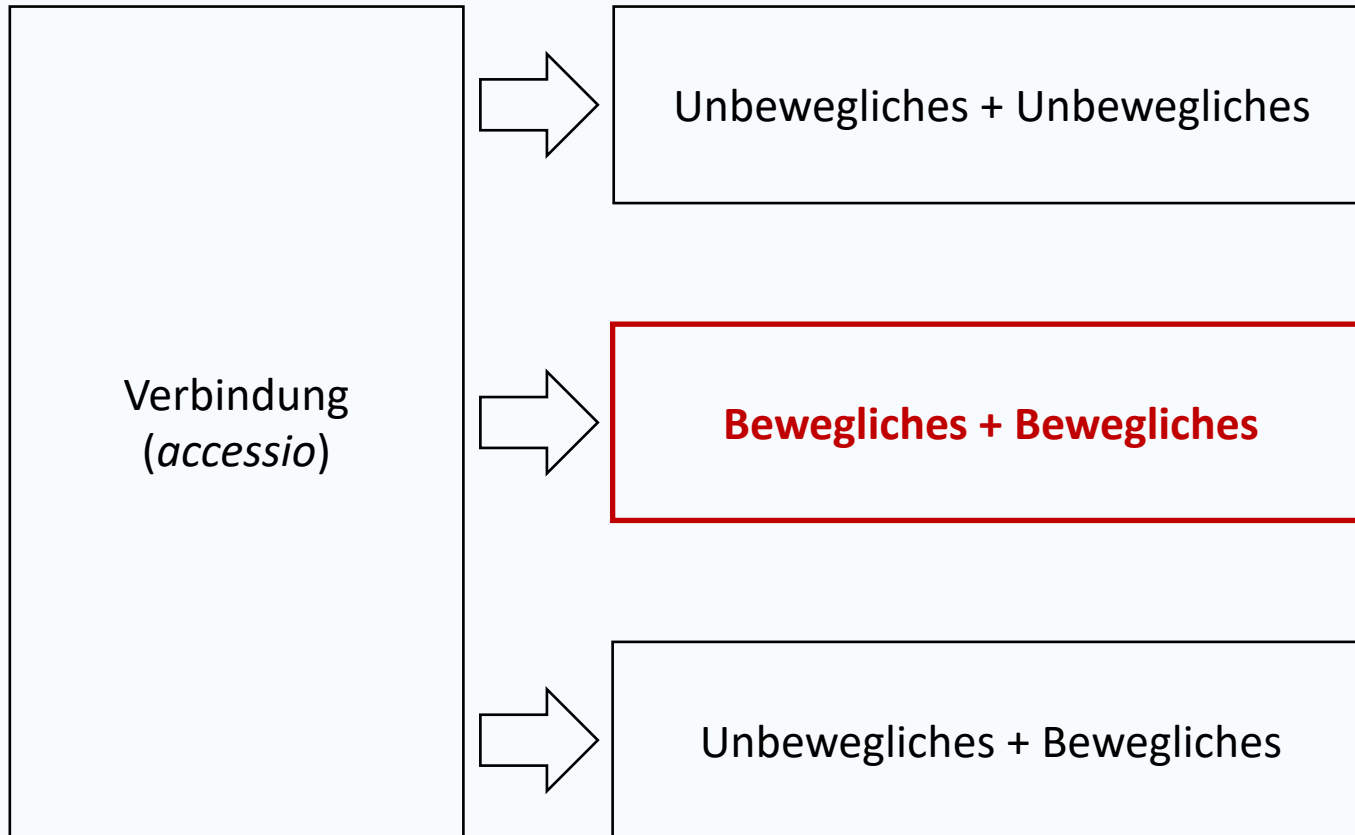 Verbindung
(accessio)
Unbewegliches + Unbewegliches
Bewegliches + Bewegliches
Unbewegliches + Bewegliches